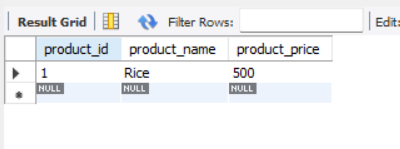 Result Grid Filter Rows: Edit:
product_id product_name product_price
1 Rice 500
NULL NULL NULL